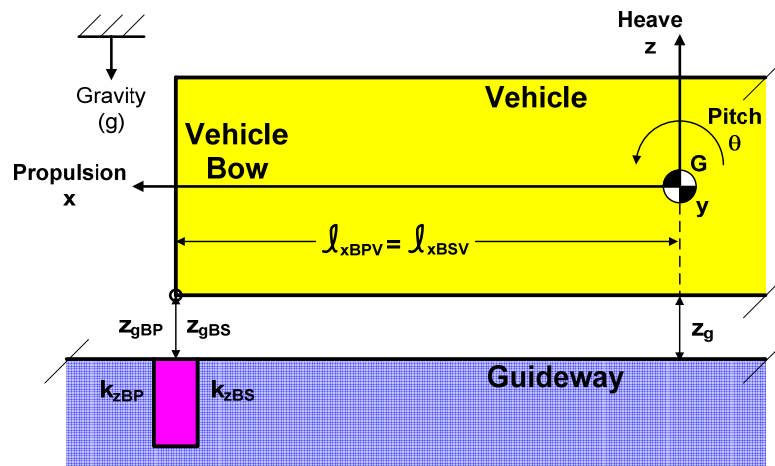 Heave
z
Gravity
(g)
Vehicle
Pitch
θ
Vehicle
Bow
G
Propulsion
x
y
ℓxBPV = ℓxBSV
zgBP
zgBS
zg
Guideway
kzBP
kzBS